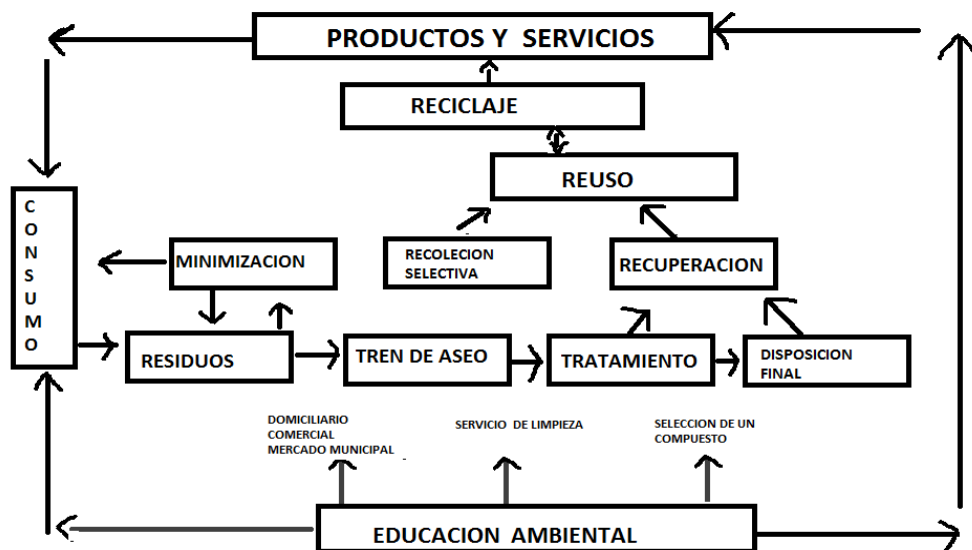 PRODUCTOS Y SERVICIOS
RECICLAJE
REUSO
CONSUMO
MINIMIZACION
RECOLECION
SELECTIVA
RECUPERACION
RESIDUOS
TREN DE ASEO
TRATAMIENTO
DISPOSICION
FINAL
DOMICILIARIO
COMERCIAL
MERCADO MUNICIPAL
SERVICIO DE LIMPIEZA
SELECCION DE UN
COMPUESTO
EDUCACION AMBIENTAL